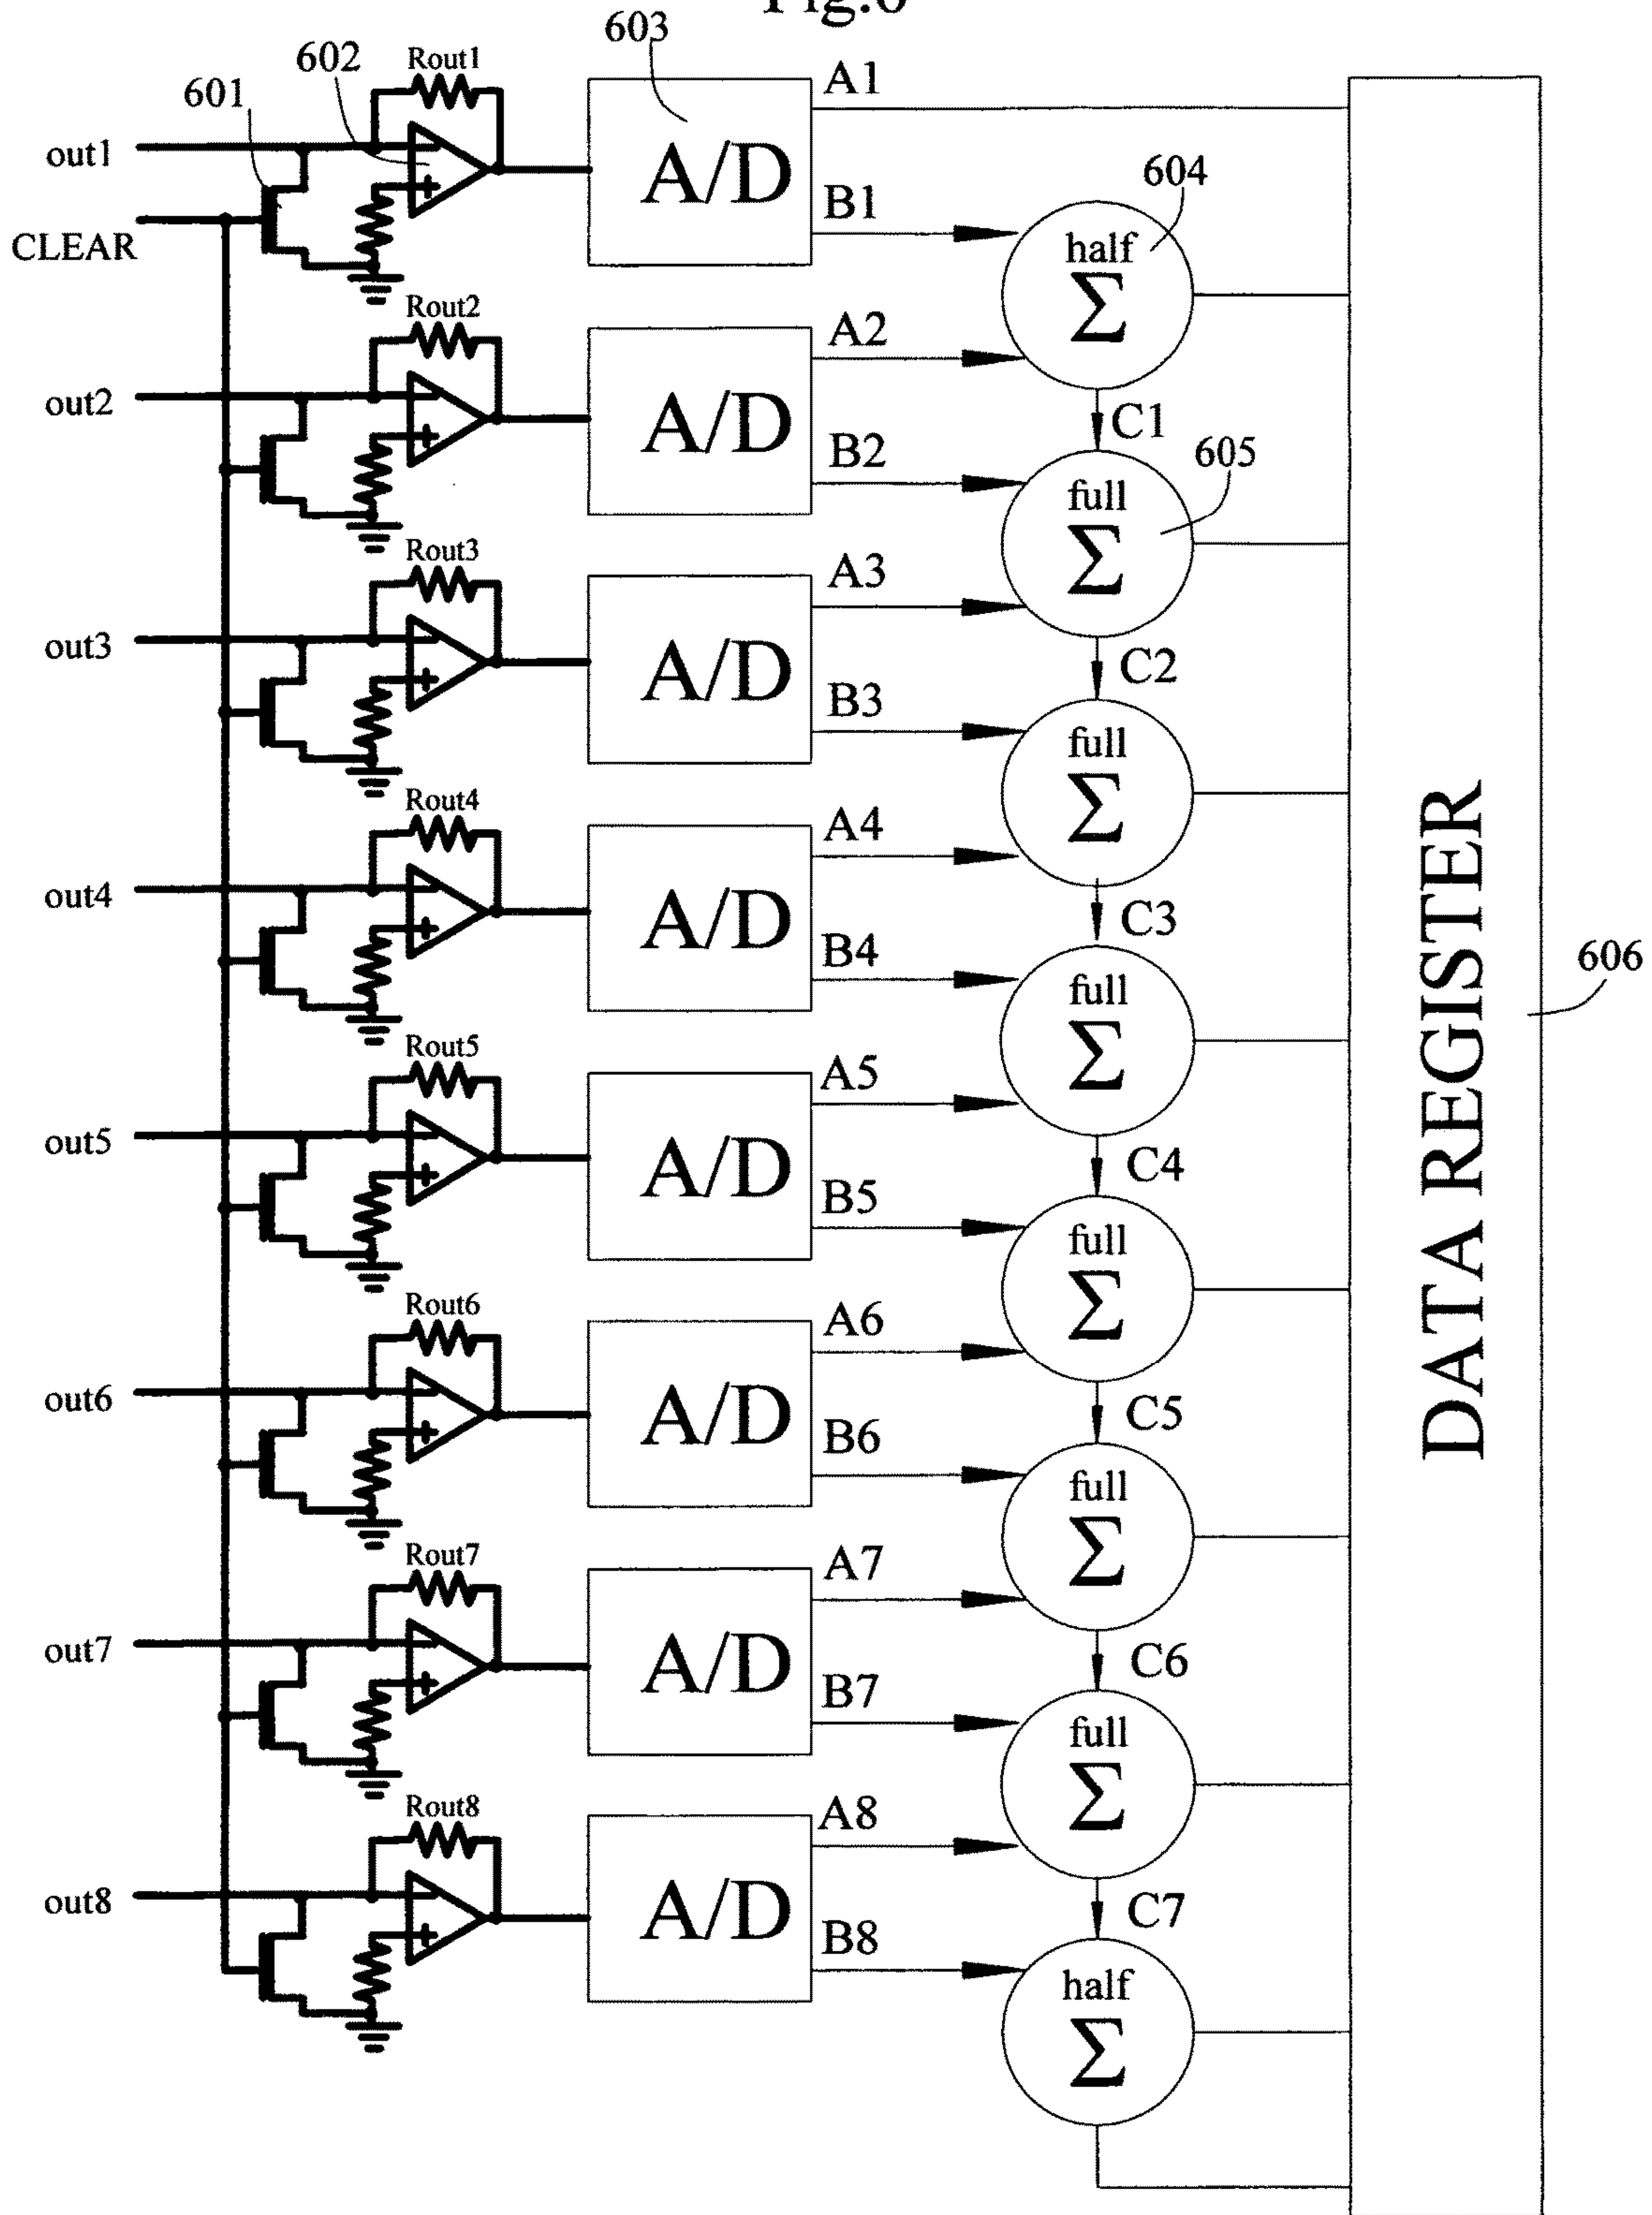 Fig.6
603
602
Rout1
A1
601
out1
A/D
604
B1
CLEAR
half
Σ
Rout2
A2
out2
A/D
C1
B2
605
full
Σ
Rout3
A3
out3
A/D
C2
B3
full
Σ
Rout4
A4
out4
A/D
C3
B4
606
full
Σ
Rout5
A5
out5
A/D
C4
B5
full
Σ
DATA REGISTER
Rout6
A6
out6
A/D
C5
B6
full
Σ
Rout7
A7
out7
A/D
C6
B7
full
Σ
Rout8
A8
out8
A/D
C7
B8
half
Σ